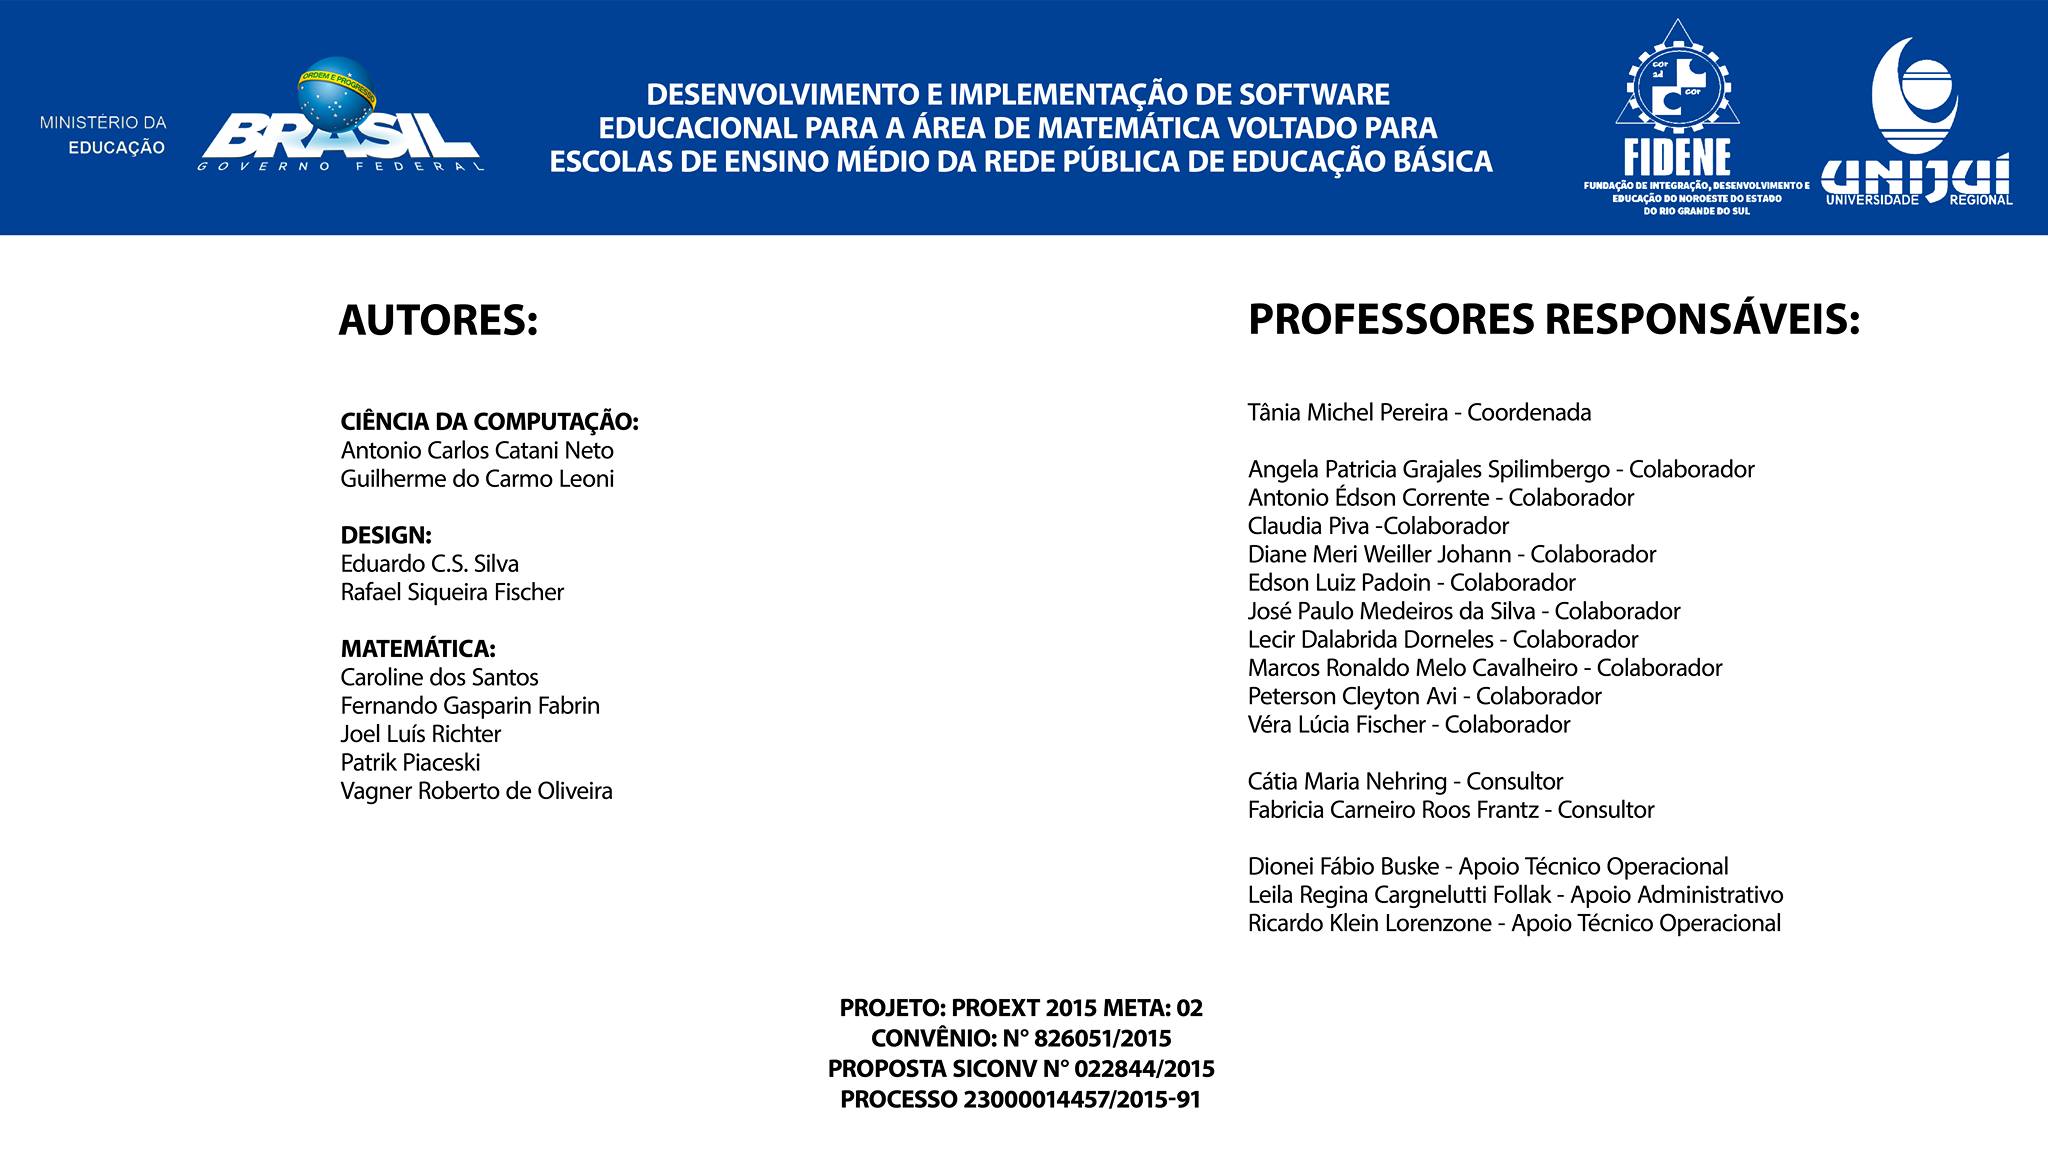 MINISTÉRIO DA
EDUCAÇÃO
ORDEM E PROGRESSO
BRASIL
GOVERNO FEDERAL
DESENVOLVIMENTO E IMPLEMENTAÇÃO DE SOFTWARE
EDUCACIONAL PARA A ÁREA DE MATEMÁTICA VOLTADO PARA
ESCOLAS DE ENSINO MÉDIO DA REDE PÚBLICA DE EDUCAÇÃO BÁSICA
cor
ad
cor
FIDENE
FUNDAÇÃO DE INTEGRAÇÃO, DESENVOLVIMENTO E
EDUCAÇÃO DO NOROESTE DO ESTADO
DO RIO GRANDE DO SUL
UNIJUÍ
UNIVERSIDADE REGIONAL
AUTORES:
CIÊNCIA DA COMPUTAÇÃO:
Antonio Carlos Catani Neto
Guilherme do Carmo Leoni
DESIGN:
Eduardo C.S. Silva
Rafael Siqueira Fischer
MATEMÁTICA:
Caroline dos Santos
Fernando Gasparin Fabrin
Joel Luís Richter
Patrik Piaceski
Vagner Roberto de Oliveira
PROFESSORES RESPONSÁVEIS:
Tânia Michel Pereira - Coordenada
Angela Patricia Grajales Spilimbergo - Colaborador
Antonio Édson Corrente - Colaborador
Claudia Piva -Colaborador
Diane Meri Weiller Johann - Colaborador
Edson Luiz Padoin - Colaborador
José Paulo Medeiros da Silva - Colaborador
Lecir Dalabrida Dorneles - Colaborador
Marcos Ronaldo Melo Cavalheiro - Colaborador
Peterson Cleyton Avi - Colaborador
Véra Lúcia Fischer - Colaborador
Cátia Maria Nehring - Consultor
Fabricia Carneiro Roos Frantz - Consultor
Dionei Fábio Buske - Apoio Técnico Operacional
Leila Regina Cargnelutti Follak - Apoio Administrativo
Ricardo Klein Lorenzone - Apoio Técnico Operacional
PROJETO: PROEXT 2015 META: 02
CONVÊNIO: N° 826051/2015
PROPOSTA SICONV N° 022844/2015
PROCESSO 23000014457/2015-91